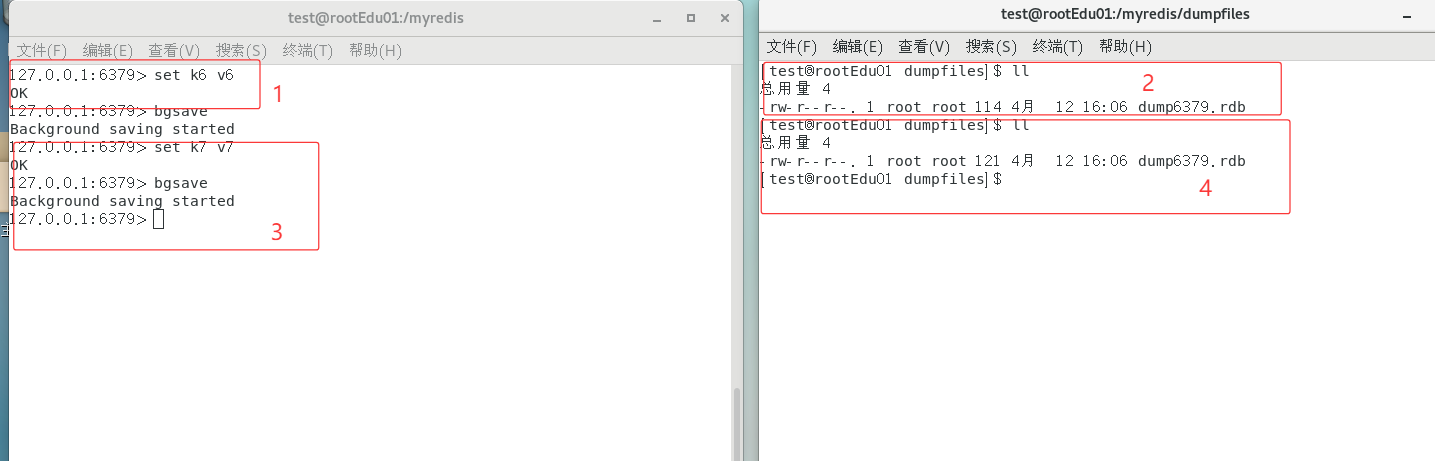 test@rootEdu01:/myredis
文件(F) 编辑(E) 查看(V) 搜索(S) 终端(T) 帮助(H)
127.0.0.1:6379> set k6 v6
OK
1
127.0.0.1:6379> bgsave
Background saving started
127.0.0.1:6379> set k7 v7
OK
127.0.0.1:6379> bgsave
Background saving started
127.0.0.1:6379>
3
test@rootEdu01:/myredis/dumpfiles
文件(F) 编辑(E) 查看(V) 搜索(S) 终端(T) 帮助(H)
[test@rootEdu01 dumpfiles]$ ll
总用量 4
-rw-r--r--. 1 root root 114 4月 12 16:06 dump6379.rdb
2
[test@rootEdu01 dumpfiles]$ ll
总用量 4
-rw-r--r--. 1 root root 121 4月 12 16:06 dump6379.rdb
[test@rootEdu01 dumpfiles]$
4